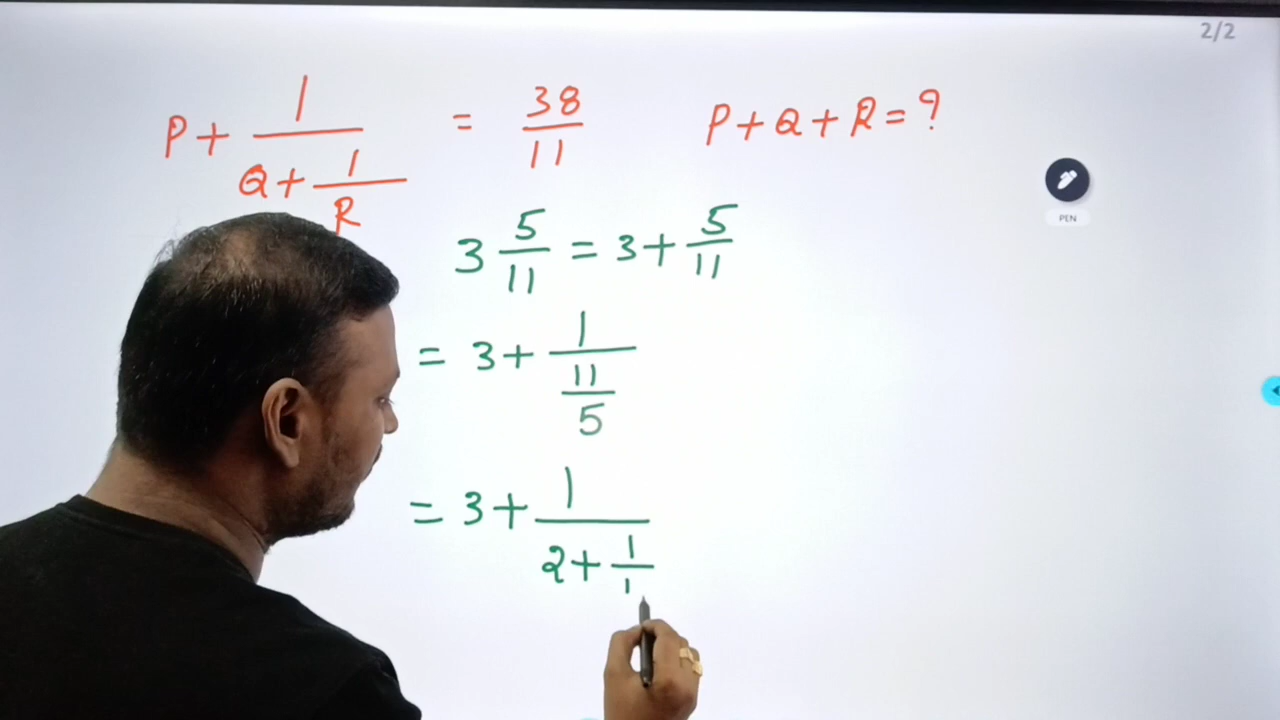 2/2
P + 1/(Q + 1/R) = 38/11 P + Q + R = ?
PEN
3 5/11 = 3 + 5/11
= 3 + 1/(11/5)
= 3 + 1/(2 + 1/1